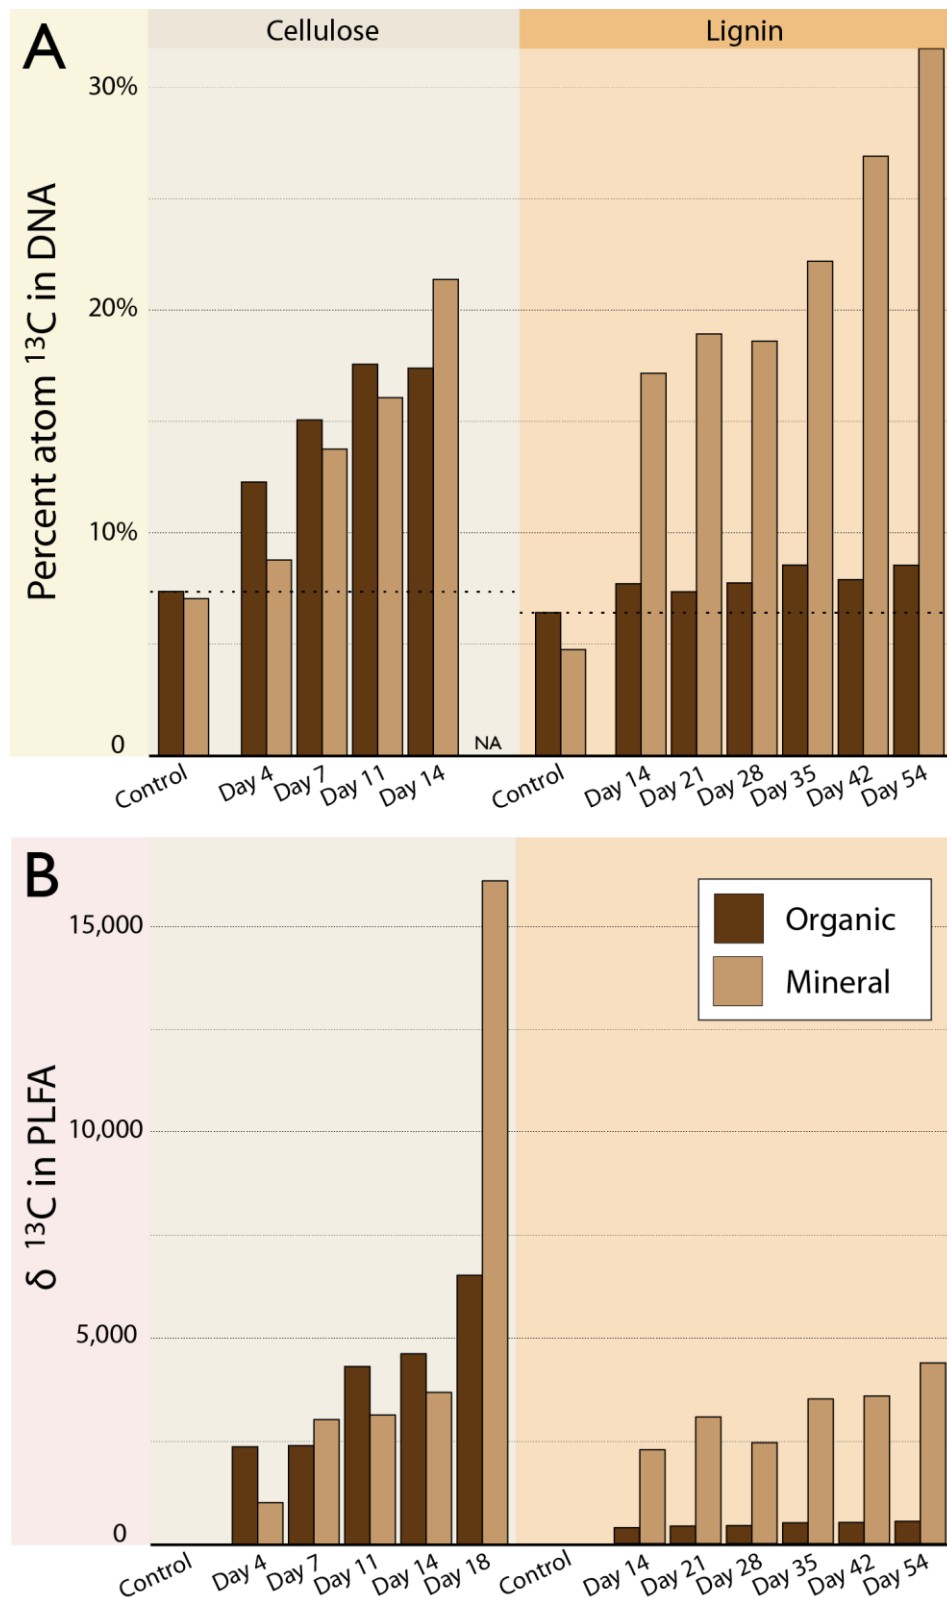 A
Cellulose
Lignin
Percent atom ¹³C in DNA
30%
20%
10%
0
NA
Control
Day 4
Day 7
Day 11
Day 14
Control
Day 14
Day 21
Day 28
Day 35
Day 42
Day 54
B
δ ¹³C in PLFA
15,000
10,000
5,000
0
Organic
Mineral
Control
Day 4
Day 7
Day 11
Day 14
Day 18
Control
Day 14
Day 21
Day 28
Day 35
Day 42
Day 54